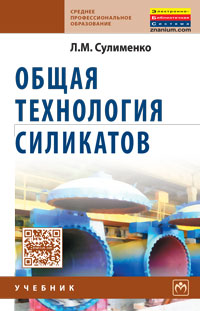 СРЕДНЕЕ
ПРОФЕССИОНАЛЬНОЕ
ОБРАЗОВАНИЕ
Электронно-
Библиотечная
Система
znanium.com
Л.М. Сулименко
ОБЩАЯ
ТЕХНОЛОГИЯ
СИЛИКАТОВ
УЧЕБНИК